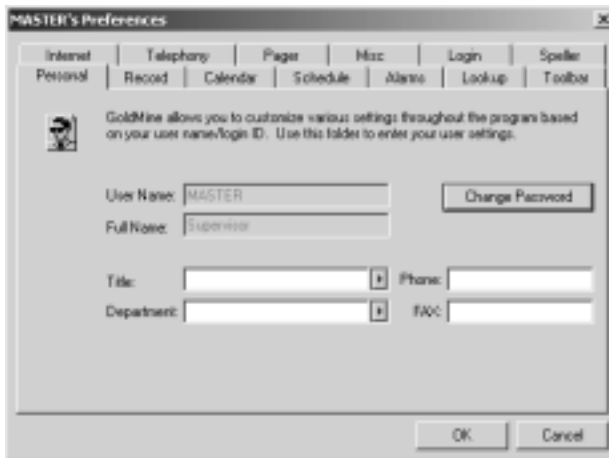 MASTER's Preferences
Internet Telephony Pager Misc Login Speller
Personal Record Calendar Schedule Alarms Lookup Toolbar
GoldMine allows you to customize various settings throughout the program based
on your user name/login ID. Use this folder to enter your user settings.
User Name: MASTER Change Password
Full Name: Supervisor
Title: Phone:
Department: FAX:
OK Cancel